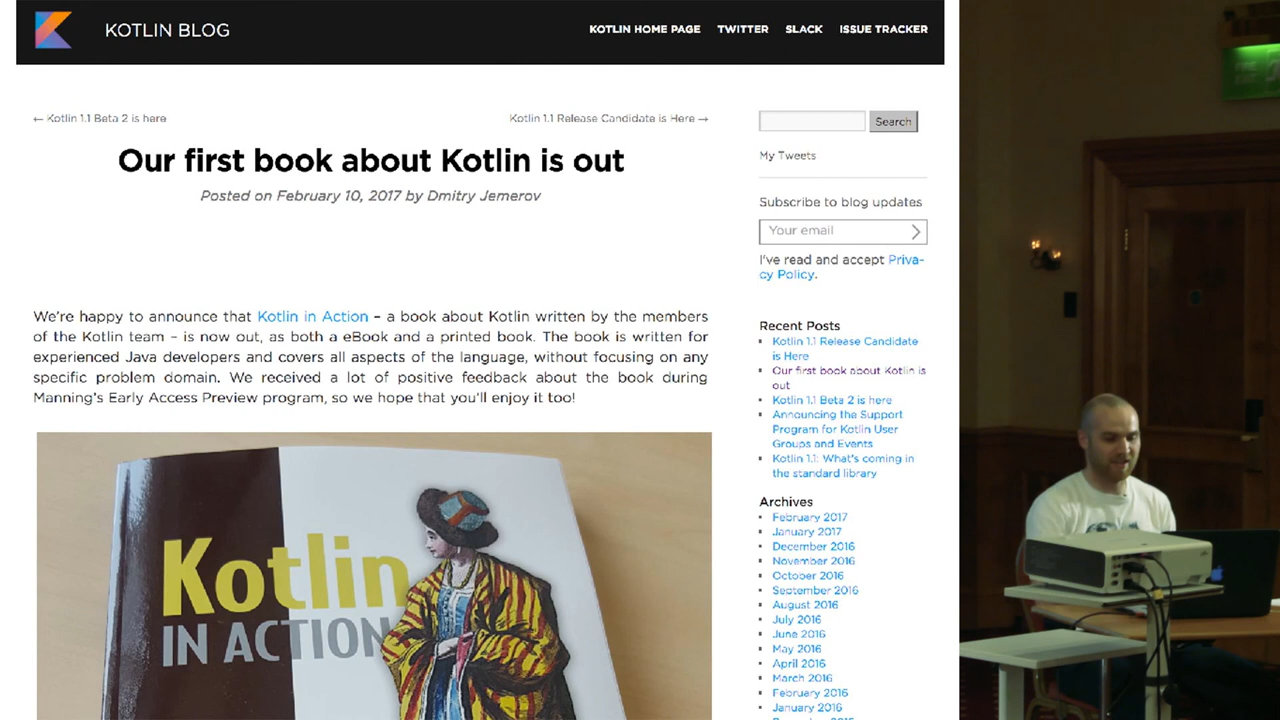 KOTLIN BLOG
KOTLIN HOME PAGE TWITTER SLACK ISSUE TRACKER
← Kotlin 1.1 Beta 2 is here
Kotlin 1.1 Release Candidate is Here →
Our first book about Kotlin is out
Posted on February 10, 2017 by Dmitry Jemerov
We're happy to announce that Kotlin in Action – a book about Kotlin written by the members
of the Kotlin team – is now out, as both a eBook and a printed book. The book is written for
experienced Java developers and covers all aspects of the language, without focusing on any
specific problem domain. We received a lot of positive feedback about the book during
Manning's Early Access Preview program, so we hope that you'll enjoy it too!
Kotlin
IN ACTION
Search
My Tweets
Subscribe to blog updates
Your email
I've read and accept Priva-
cy Policy.
Recent Posts
Kotlin 1.1 Release Candidate
is Here
Our first book about Kotlin is
out
Kotlin 1.1 Beta 2 is here
Announcing the Support
Program for Kotlin User
Groups and Events
Kotlin 1.1: What's coming in
the standard library
Archives
February 2017
January 2017
December 2016
November 2016
October 2016
September 2016
August 2016
July 2016
June 2016
May 2016
April 2016
March 2016
February 2016
January 2016